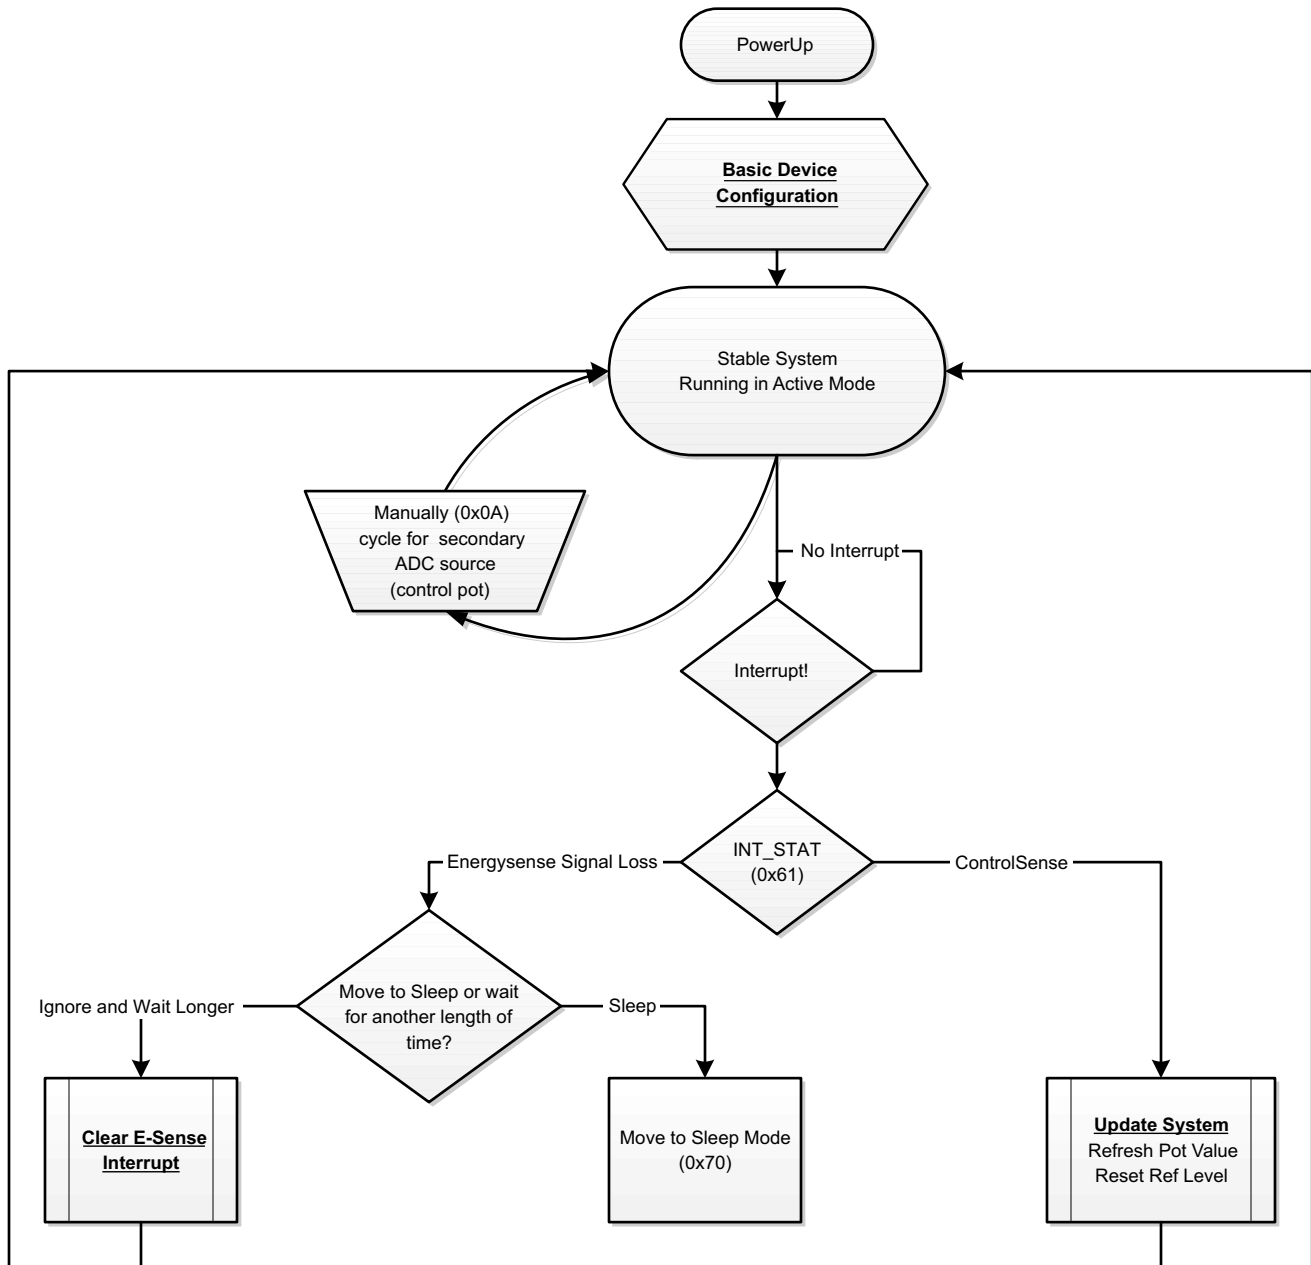 PowerUp
Basic Device
Configuration
Stable System
Running in Active Mode
Manually (0x0A)
cycle for secondary
ADC source
(control pot)
No Interrupt
Interrupt!
INT_STAT
(0x61)
Energysense Signal Loss
ControlSense
Move to Sleep or wait
for another length of
time?
Ignore and Wait Longer
Sleep
Clear E-Sense
Interrupt
Move to Sleep Mode
(0x70)
Update System
Refresh Pot Value
Reset Ref Level